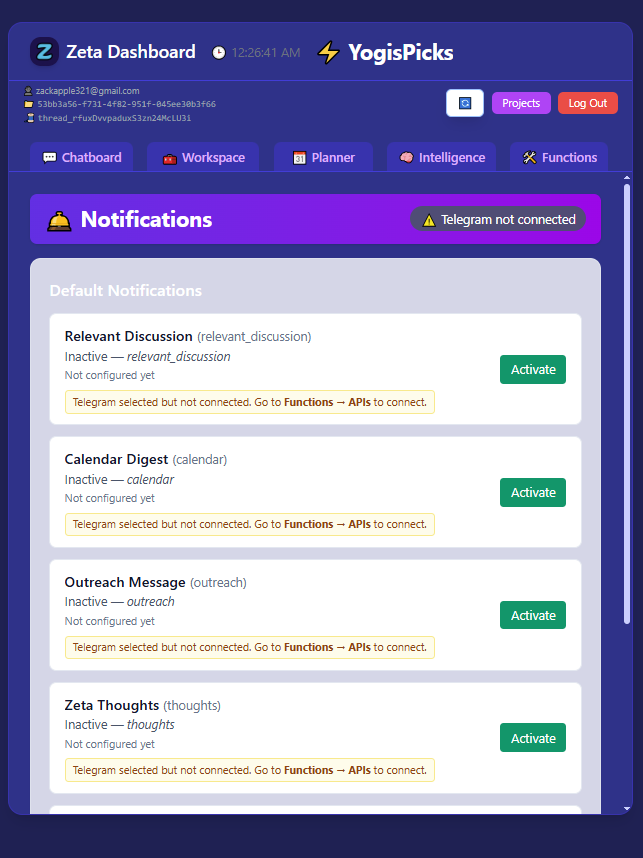 Zeta Dashboard 12:26:41 AM YogisPicks
zackapple321@gmail.com
53bb3a56-f731-4f82-951f-045ee30b3f66
thread_rfuxDvvpaduxS3zn24McLU3i
Projects
Log Out
Chatboard Workspace Planner Intelligence Functions
Notifications
Telegram not connected
Default Notifications
Relevant Discussion (relevant_discussion)
Inactive — relevant_discussion
Not configured yet
Telegram selected but not connected. Go to Functions → APIs to connect.
Activate
Calendar Digest (calendar)
Inactive — calendar
Not configured yet
Telegram selected but not connected. Go to Functions → APIs to connect.
Activate
Outreach Message (outreach)
Inactive — outreach
Not configured yet
Telegram selected but not connected. Go to Functions → APIs to connect.
Activate
Zeta Thoughts (thoughts)
Inactive — thoughts
Not configured yet
Telegram selected but not connected. Go to Functions → APIs to connect.
Activate